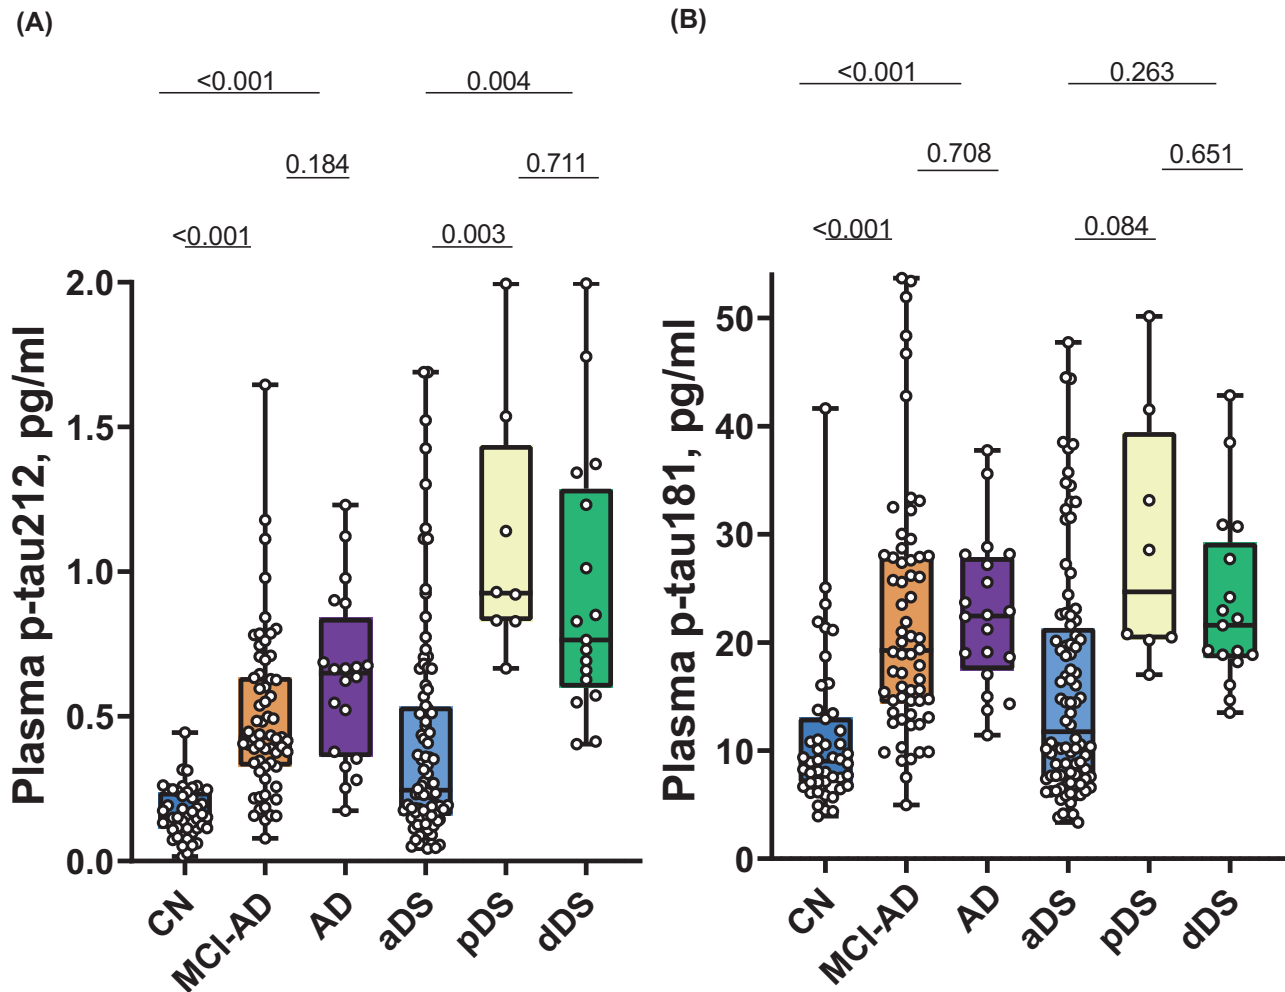 (A)
<0.001
0.004
0.184
0.711
<0.001
0.003
Plasma p-tau212, pg/ml
2.0
1.5
1.0
0.5
0.0
CN
MCI-AD
AD
aDS
pDS
dDS
(B)
<0.001
0.263
0.708
0.651
<0.001
0.084
Plasma p-tau181, pg/ml
50
40
30
20
10
0
CN
MCI-AD
AD
aDS
pDS
dDS